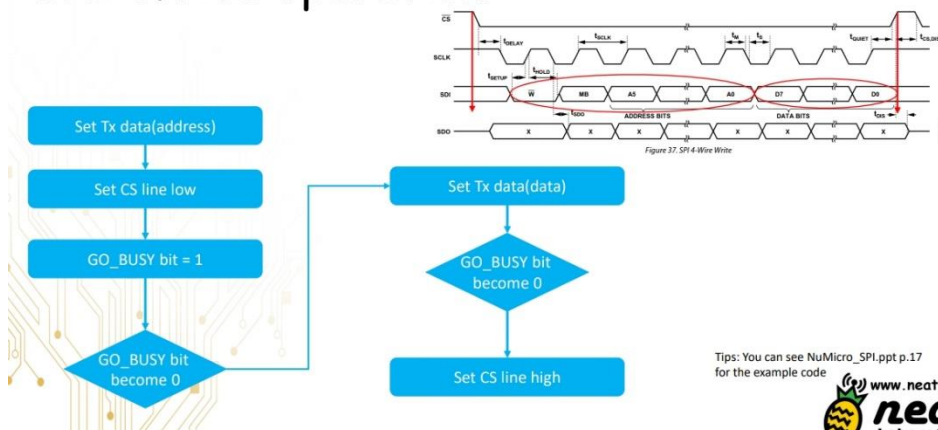 CS
tDELAY
tSCLK
tM
tS
tQUIET
tCS,DIS
SCLK
tSETUP
tHOLD
SDI
W
MB
A5
A0
D7
D0
tSDO
ADDRESS BITS
DATA BITS
tDIS
SDO
X
X
X
X
X
X
X
Figure 37. SPI 4-Wire Write
Set Tx data(address)
Set CS line low
GO_BUSY bit = 1
GO_BUSY bit
become 0
Set Tx data(data)
GO_BUSY bit
become 0
Set CS line high
Tips: You can see NuMicro_SPI.ppt p.17
for the example code
www.neat